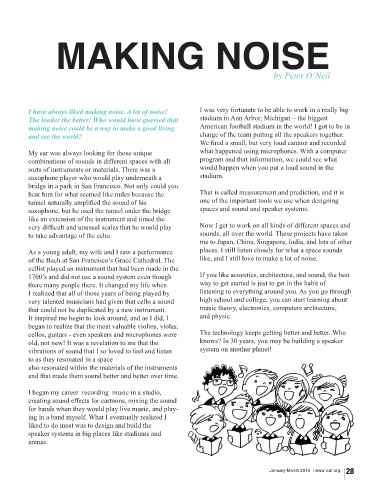 MAKING NOISE
by Peter O'Neil
I have always liked making noise. A lot of noise!
The louder the better! Who would have guessed that
making noise could be a way to make a good living
and see the world?
My ear was always looking for those unique
combinations of sounds in different spaces with all
sorts of instruments or materials. There was a
saxophone player who would play underneath a
bridge in a park in San Francisco. Not only could you
hear him for what seemed like miles because the
tunnel naturally amplified the sound of his
saxophone, but he used the tunnel under the bridge
like an extension of the instrument and timed the
very difficult and unusual scales that he would play
to take advantage of the echo.
As a young adult, my wife and I saw a performance
of the Bach at San Francisco's Grace Cathedral. The
cellist played an instrument that had been made in the
1700's and did not use a sound system even though
there many people there. It changed my life when
I realized that all of those years of being played by
very talented musicians had given that cello a sound
that could not be duplicated by a new instrument.
It inspired me begin to look around, and as I did, I
began to realize that the most valuable violins, violas,
cellos, guitars – even speakers and microphones were
old, not new! It was a revelation to me that the
vibrations of sound that I so loved to feel and listen
to as they resonated in a space
also resonated within the materials of the instruments
and that made them sound better and better over time.
I began my career recording music in a studio,
creating sound effects for cartoons, mixing the sound
for bands when they would play live music, and play-
ing in a band myself. What I eventually realized I
liked to do most was to design and build the
speaker systems in big places like stadiums and
arenas.
I was very fortunate to be able to work in a really big
stadium in Ann Arbor, Michigan – the biggest
American football stadium in the world! I got to be in
charge of the team putting all the speakers together.
We fired a small, but very loud cannon and recorded
what happened using microphones. With a computer
program and that information, we could see what
would happen when you put a loud sound in the
stadium.
That is called measurement and prediction, and it is
one of the important tools we use when designing
spaces and sound and speaker systems.
Now I get to work on all kinds of different spaces and
sounds, all over the world. These projects have taken
me to Japan, China, Singapore, India, and lots of other
places. I still listen closely for what a space sounds
like, and I still love to make a lot of noise.
If you like acoustics, architecture, and sound, the best
way to get started is just to get in the habit of
listening to everything around you. As you go through
high school and college, you can start learning about
music theory, electronics, computers architecture,
and physic.
The technology keeps getting better and better. Who
knows? In 30 years, you may be building a speaker
system on another planet!
January-March 2018 | www.oaf.org 28